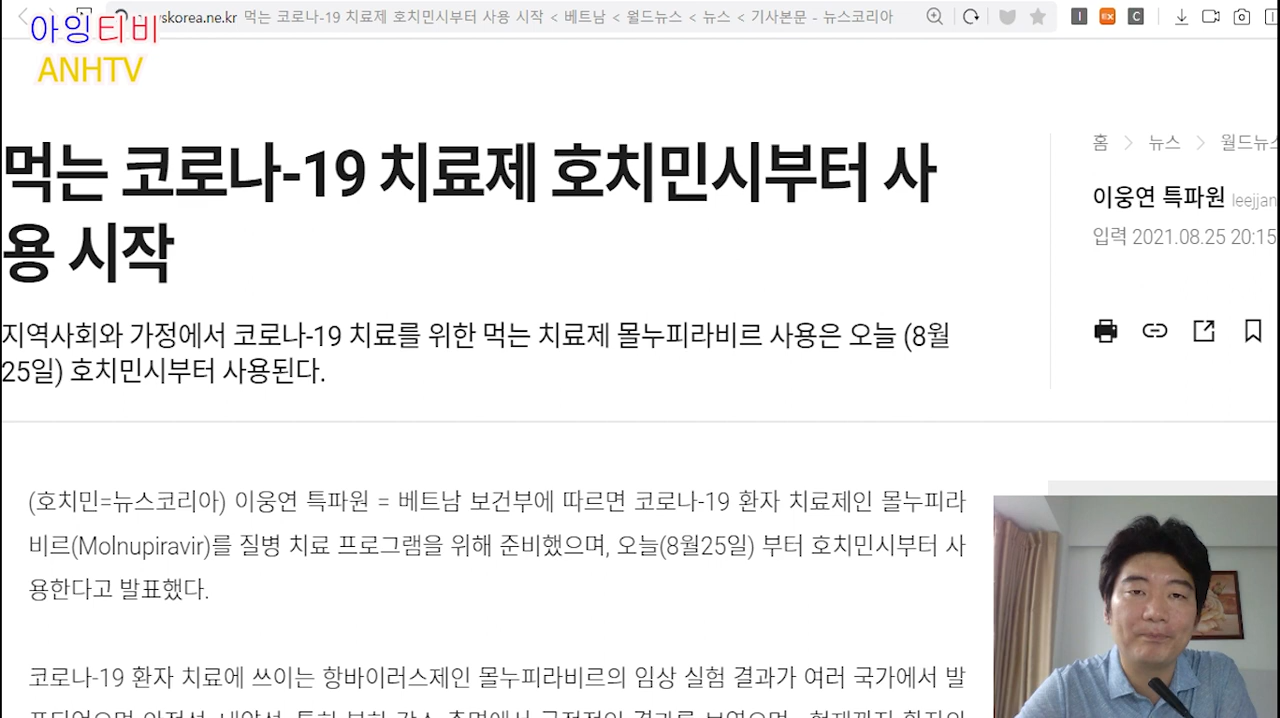 아잉티비
ANHTV
skorea.ne.kr 먹는 코로나-19 치료제 호치민시부터 사용 시작 < 베트남 < 월드뉴스 < 뉴스 < 기사본문 - 뉴스코리아
I EX C
홈 > 뉴스 > 월드뉴스
먹는 코로나-19 치료제 호치민시부터 사
용 시작
이웅연 특파원 leejjan
입력 2021.08.25 20:15
지역사회와 가정에서 코로나-19 치료를 위한 먹는 치료제 몰누피라비르 사용은 오늘 (8월
25일) 호치민시부터 사용된다.
(호치민=뉴스코리아) 이웅연 특파원 = 베트남 보건부에 따르면 코로나-19 환자 치료제인 몰누피라
비르(Molnupiravir)를 질병 치료 프로그램을 위해 준비했으며, 오늘(8월25일) 부터 호치민시부터 사
용한다고 발표했다.
코로나-19 환자 치료에 쓰이는 항바이러스제인 몰누피라비르의 임상 실험 결과가 여러 국가에서 발